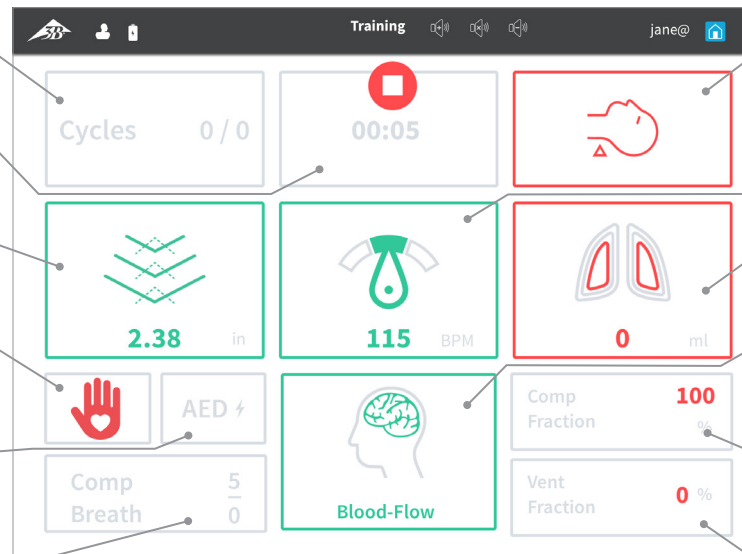 3B
Training
jane@
Cycles 0 / 0
00:05
2.38 in
115 BPM
0 ml
AED
Comp 5
Breath 0
Blood-Flow
Comp 100
Fraction %
Vent
Fraction 0 %